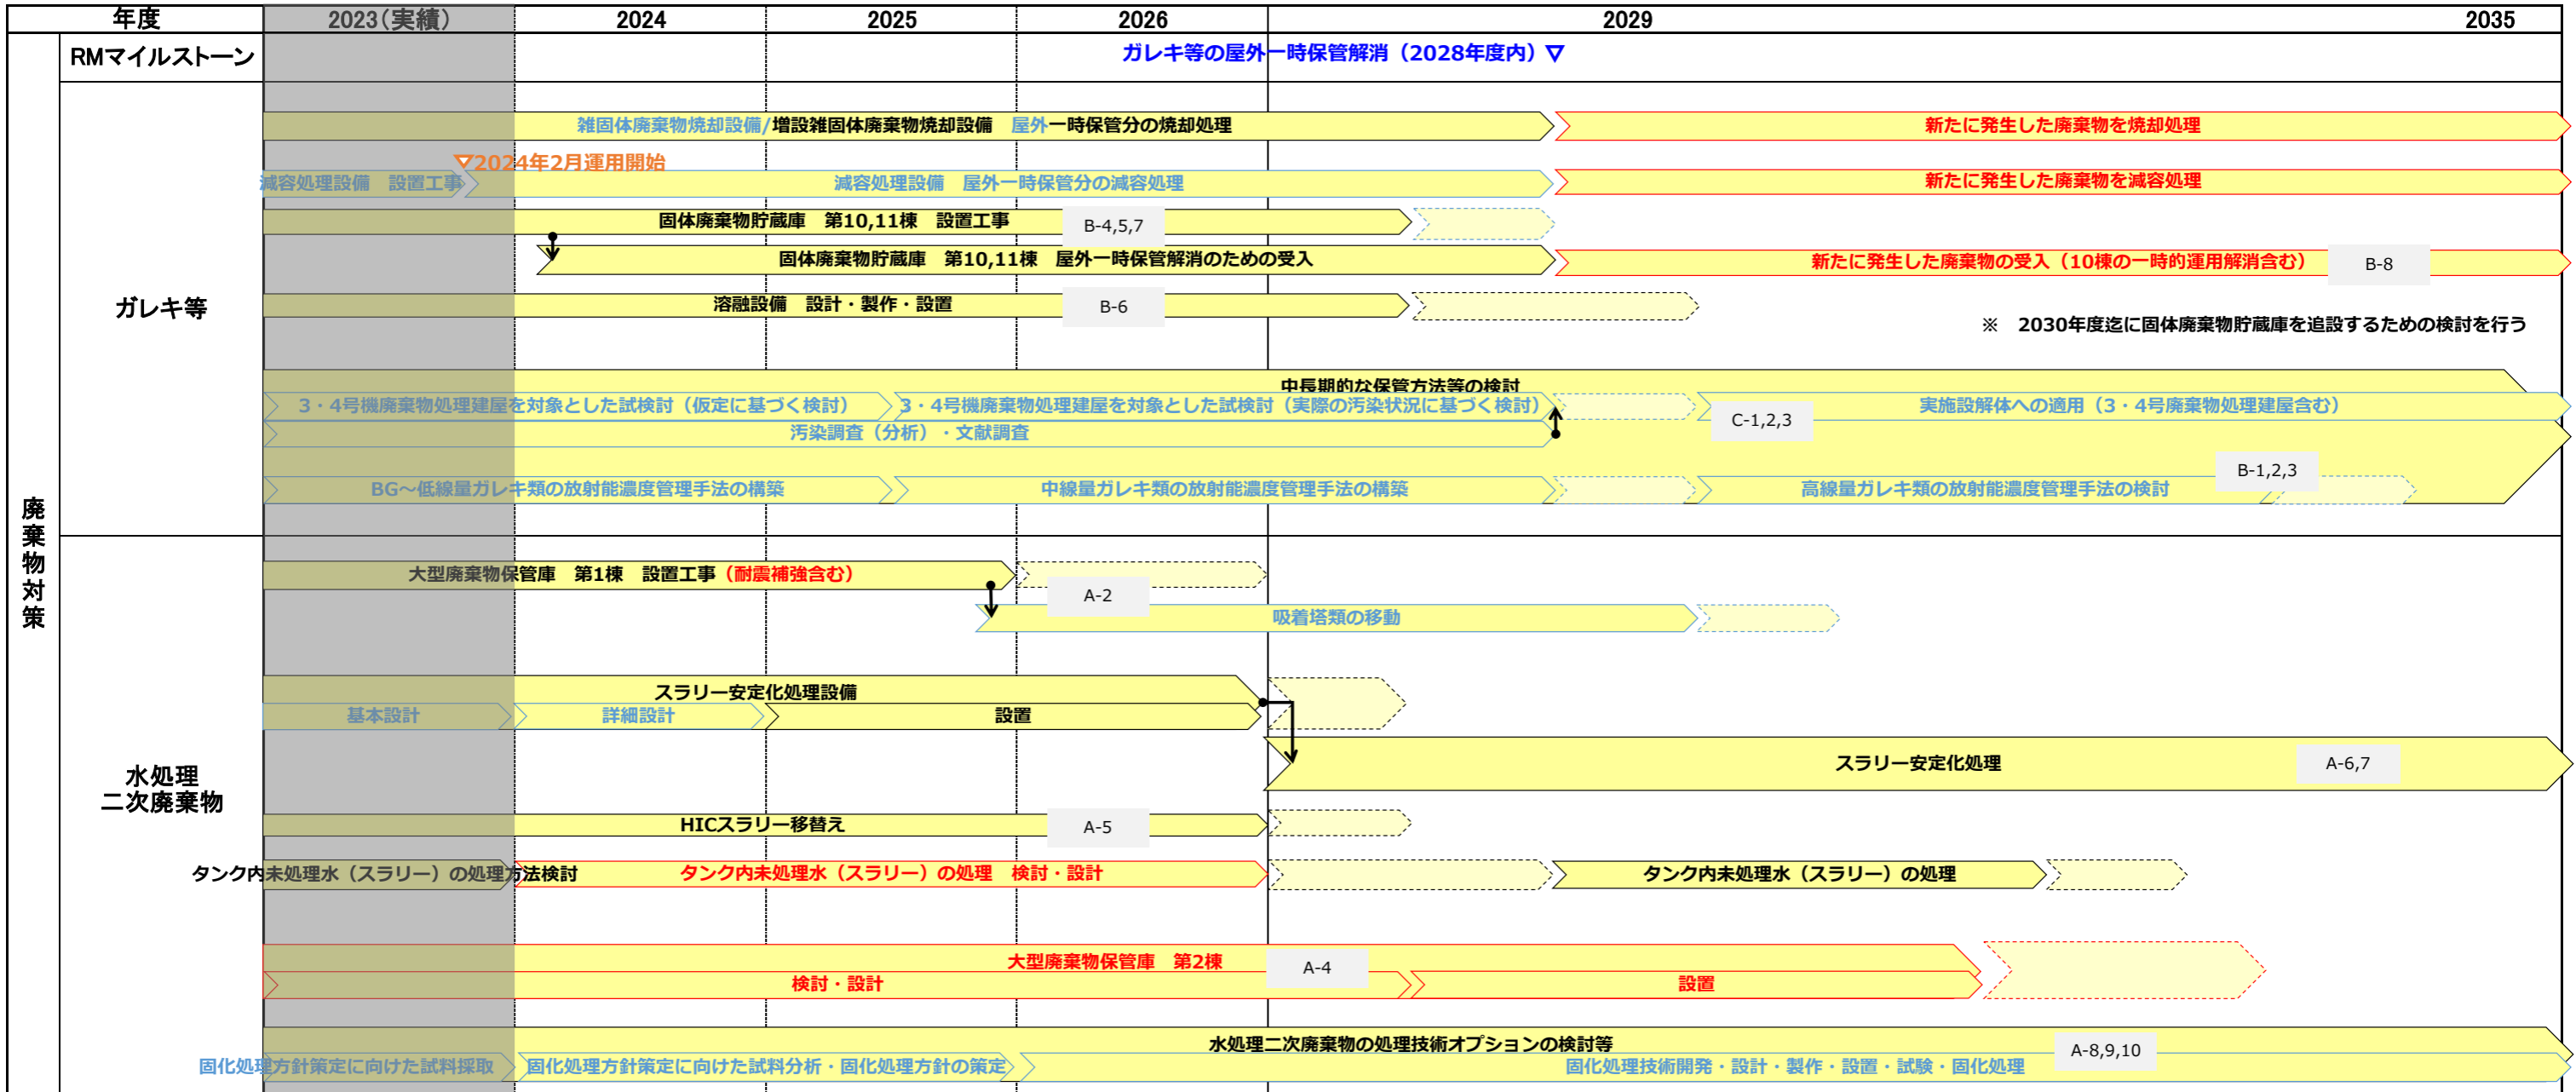 年度
2023（実績）
2024
2025
2026
2029
2035
廃棄物対策
RMマイルストーン
ガレキ等の屋外一時保管解消（2028年度内）▽
ガレキ等
雑固体廃棄物焼却設備/増設雑固体廃棄物焼却設備　屋外一時保管分の焼却処理
新たに発生した廃棄物を焼却処理
▽2024年2月運用開始
減容処理設備　設置工事
減容処理設備　屋外一時保管分の減容処理
新たに発生した廃棄物を減容処理
固体廃棄物貯蔵庫　第10,11棟　設置工事
B-4,5,7
固体廃棄物貯蔵庫　第10,11棟　屋外一時保管解消のための受入
新たに発生した廃棄物の受入（10棟の一時的運用解消含む）
B-8
溶融設備　設計・製作・設置
B-6
※　2030年度迄に固体廃棄物貯蔵庫を追設するための検討を行う
中長期的な保管方法等の検討
3・4号機廃棄物処理建屋を対象とした試検討（仮定に基づく検討）
3・4号機廃棄物処理建屋を対象とした試検討（実際の汚染状況に基づく検討）
C-1,2,3
実施設解体への適用（3・4号廃棄物処理建屋含む）
汚染調査（分析）・文献調査
B-1,2,3
BG～低線量ガレキ類の放射能濃度管理手法の構築
中線量ガレキ類の放射能濃度管理手法の構築
高線量ガレキ類の放射能濃度管理手法の検討
水処理
二次廃棄物
大型廃棄物保管庫　第1棟　設置工事（耐震補強含む）
A-2
吸着塔類の移動
スラリー安定化処理設備
基本設計
詳細設計
設置
スラリー安定化処理
A-6,7
HICスラリー移替え
A-5
タンク内未処理水（スラリー）の処理方法検討
タンク内未処理水（スラリー）の処理　検討・設計
タンク内未処理水（スラリー）の処理
大型廃棄物保管庫　第2棟
A-4
検討・設計
設置
水処理二次廃棄物の処理技術オプションの検討等
A-8,9,10
固化処理方針策定に向けた試料採取
固化処理方針策定に向けた試料分析・固化処理方針の策定
固化処理技術開発・設計・製作・設置・試験・固化処理